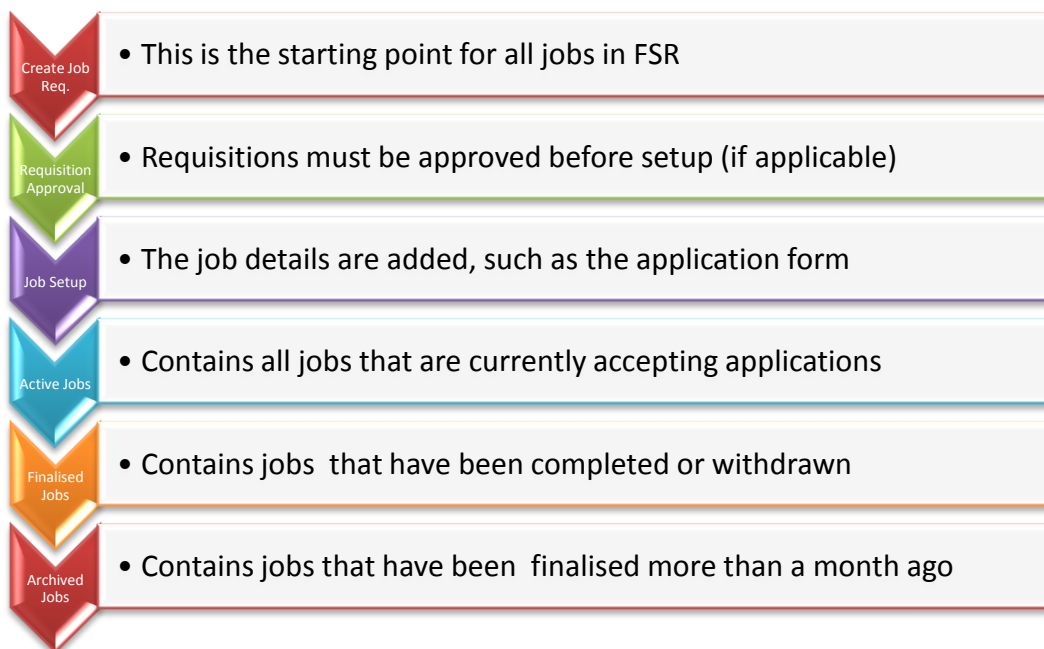 Create Job
Req.
• This is the starting point for all jobs in FSR
Requisition
Approval
• Requisitions must be approved before setup (if applicable)
Job Setup
• The job details are added, such as the application form
Active Jobs
• Contains all jobs that are currently accepting applications
Finalised
Jobs
• Contains jobs  that have been completed or withdrawn
Archived
Jobs
• Contains jobs that have been  finalised more than a month ago